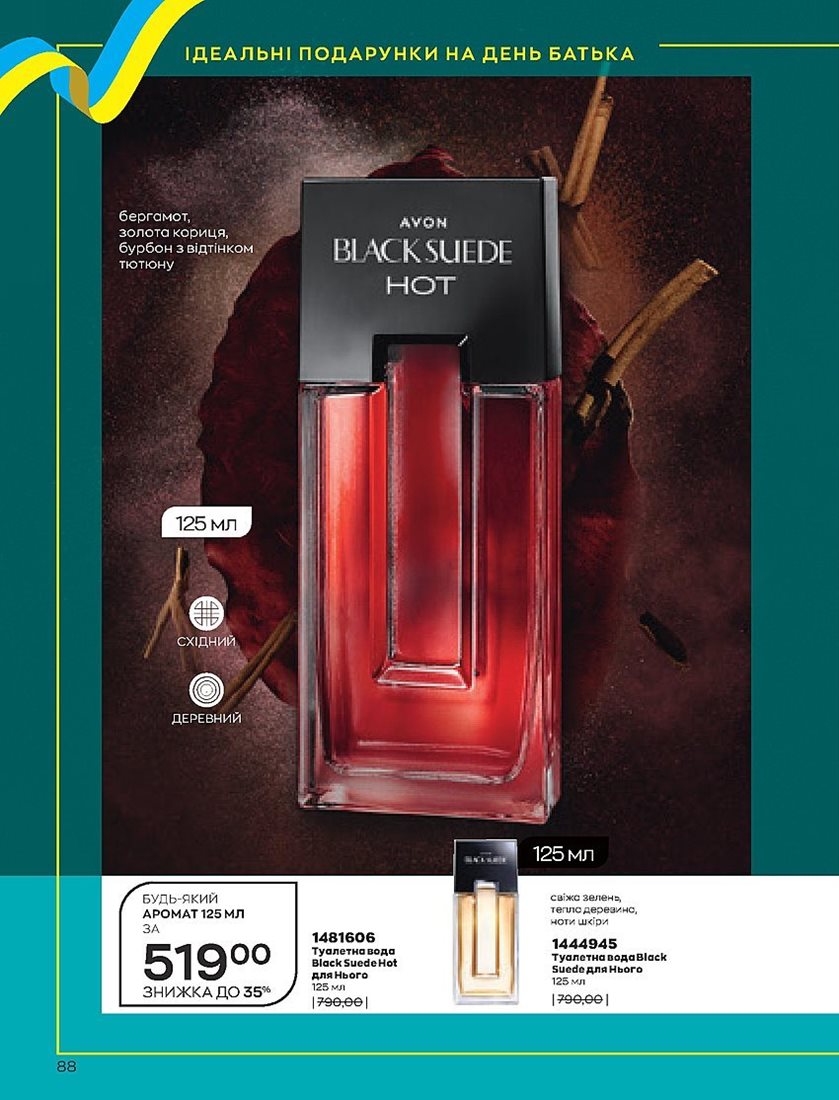 ІДЕАЛЬНІ ПОДАРУНКИ НА ДЕНЬ БАТЬКА
бергамот,
золота кориця,
бурбон з відтінком
тютюну
AVON
BLACK SUEDE
HOT
125 мл
СХІДНИЙ
ДЕРЕВНИЙ
BLACK SUEDE
125 мл
БУДЬ-ЯКИЙ
АРОМАТ 125 МЛ
ЗА
519⁰⁰
ЗНИЖКА ДО 35%
1481606
Туалетна вода
Black Suede Hot
для Нього
125 мл
|790,00|
свіжа зелень,
тепла деревина,
ноти шкіри
1444945
Туалетна вода Black
Suede для Нього
125 мл
|790,00|
88